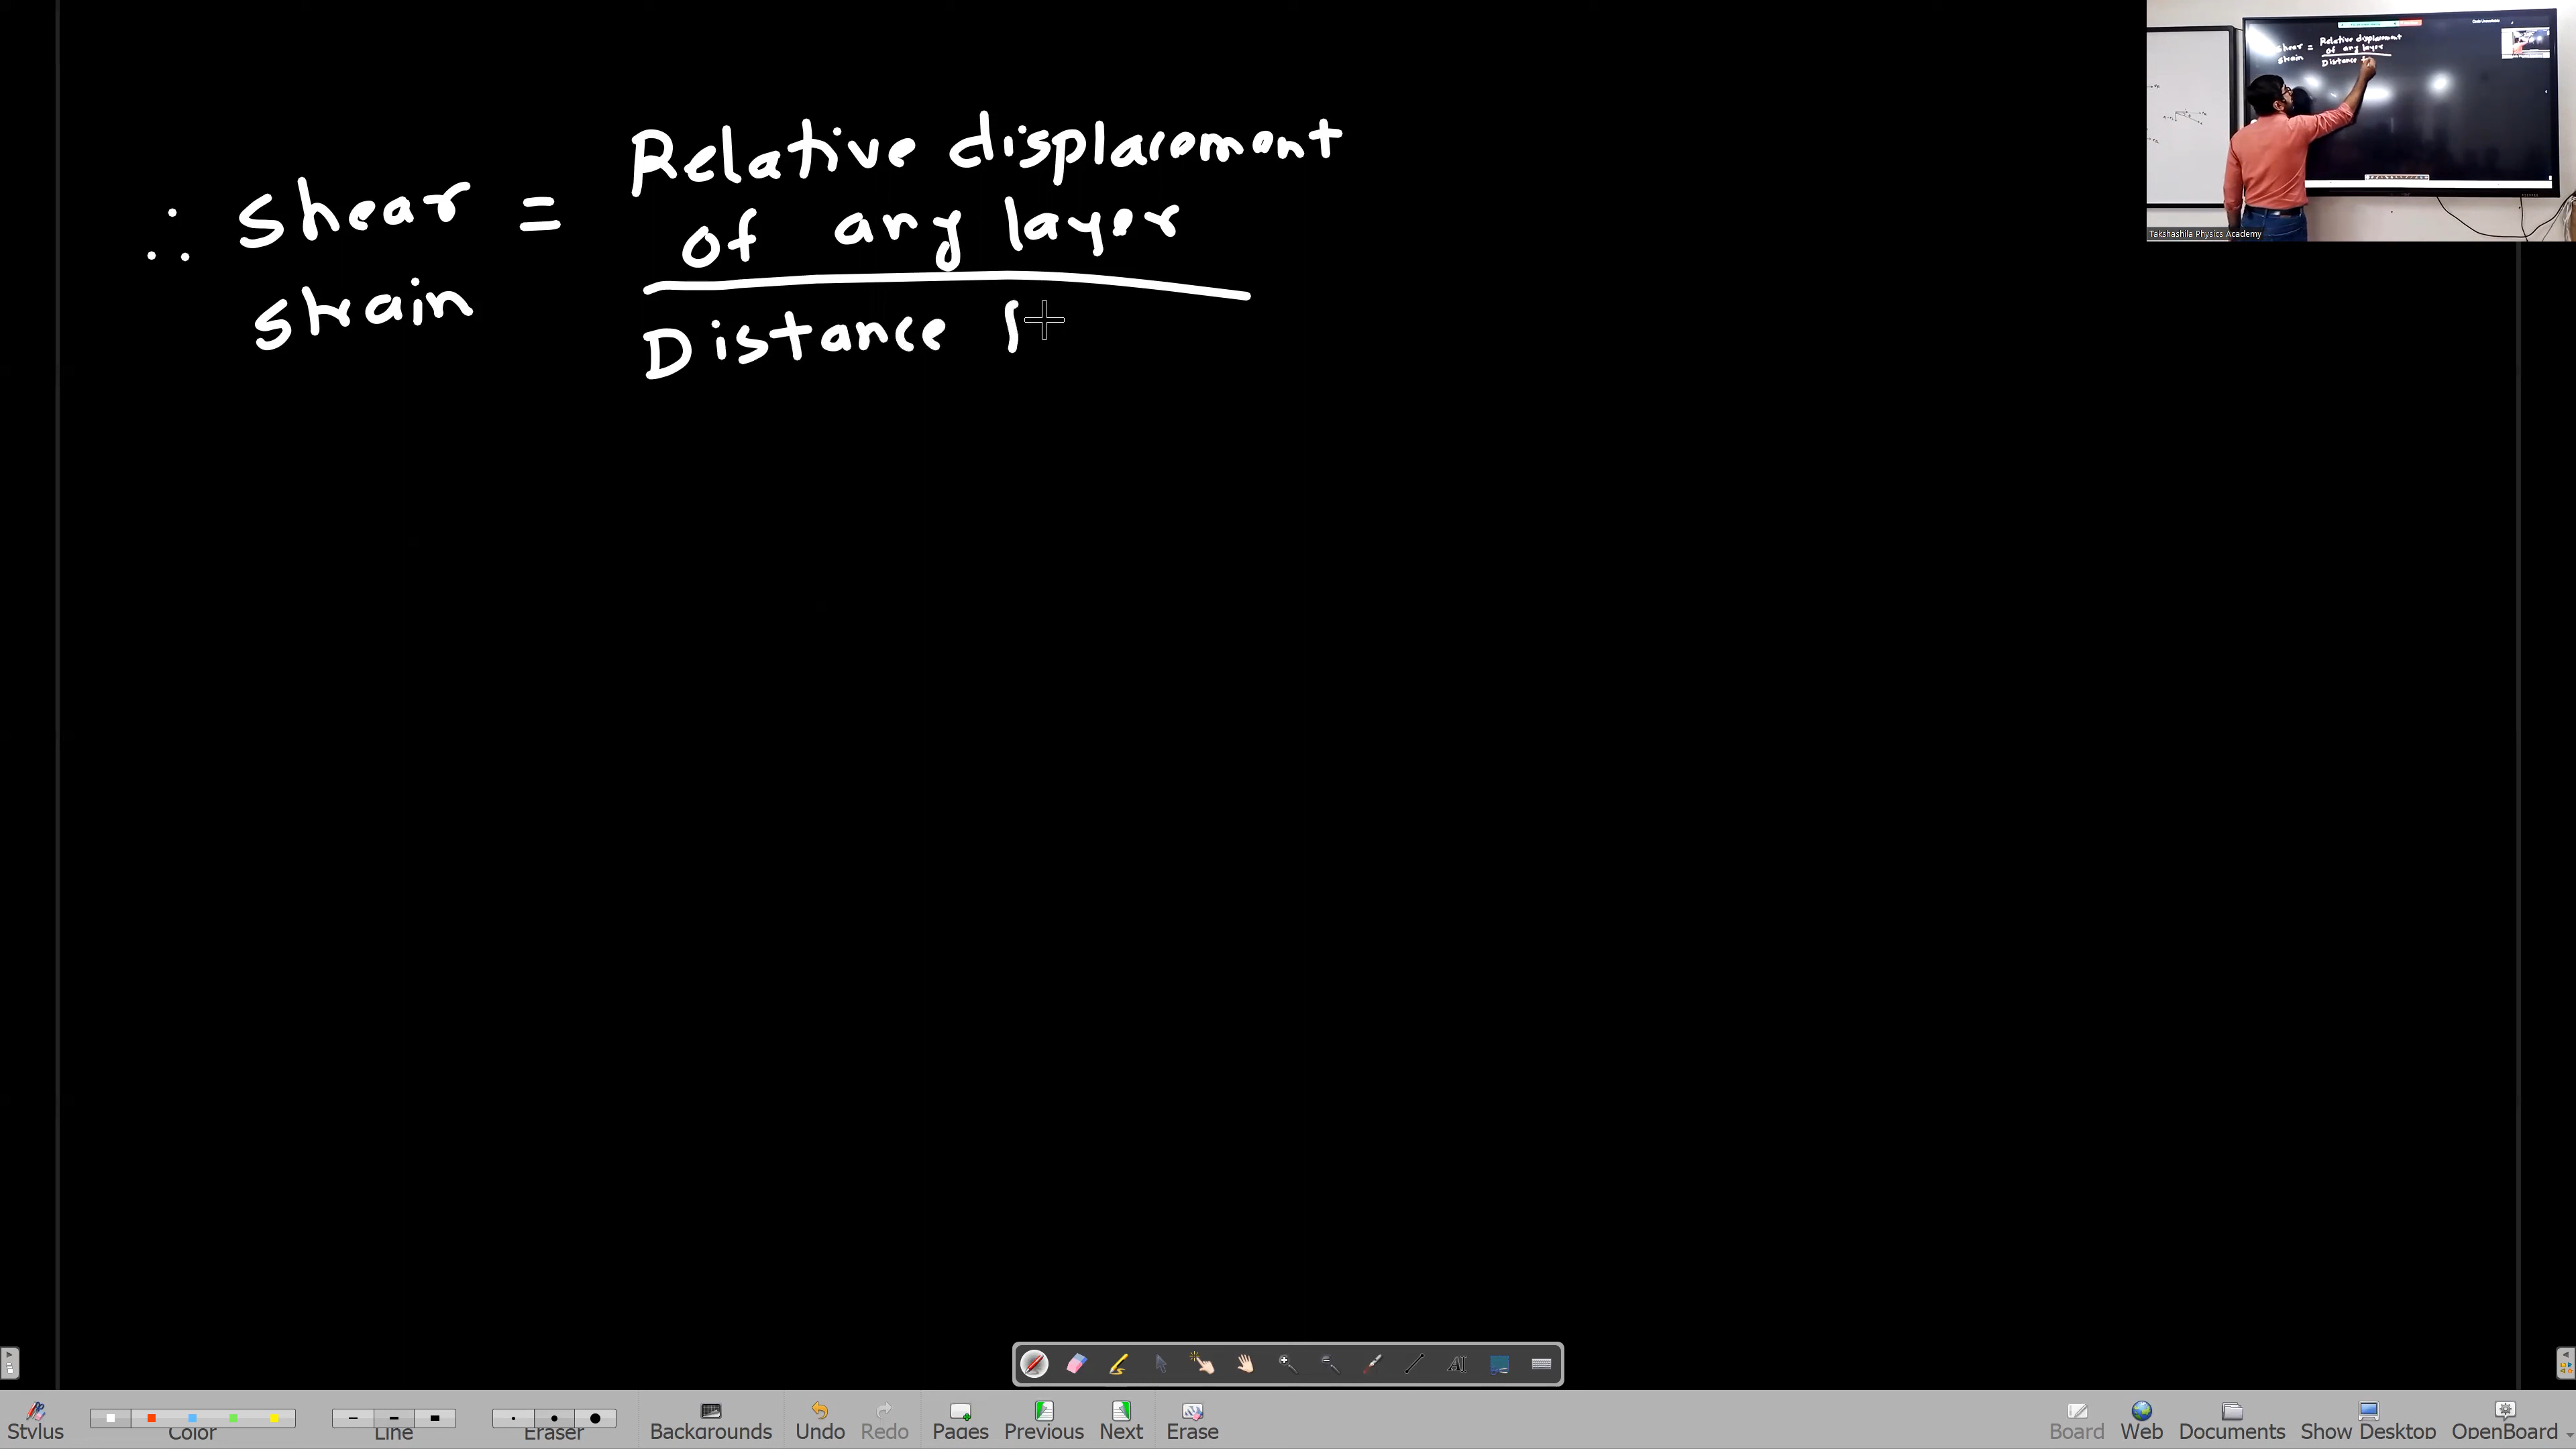 ∴ Shear = Relative displacement
of any layer
strain
Distance
Takshashila Physics Academy
Stylus
Color
Line
Eraser
Backgrounds
Undo
Redo
Pages
Previous
Next
Erase
Board
Web
Documents
Show Desktop
OpenBoard